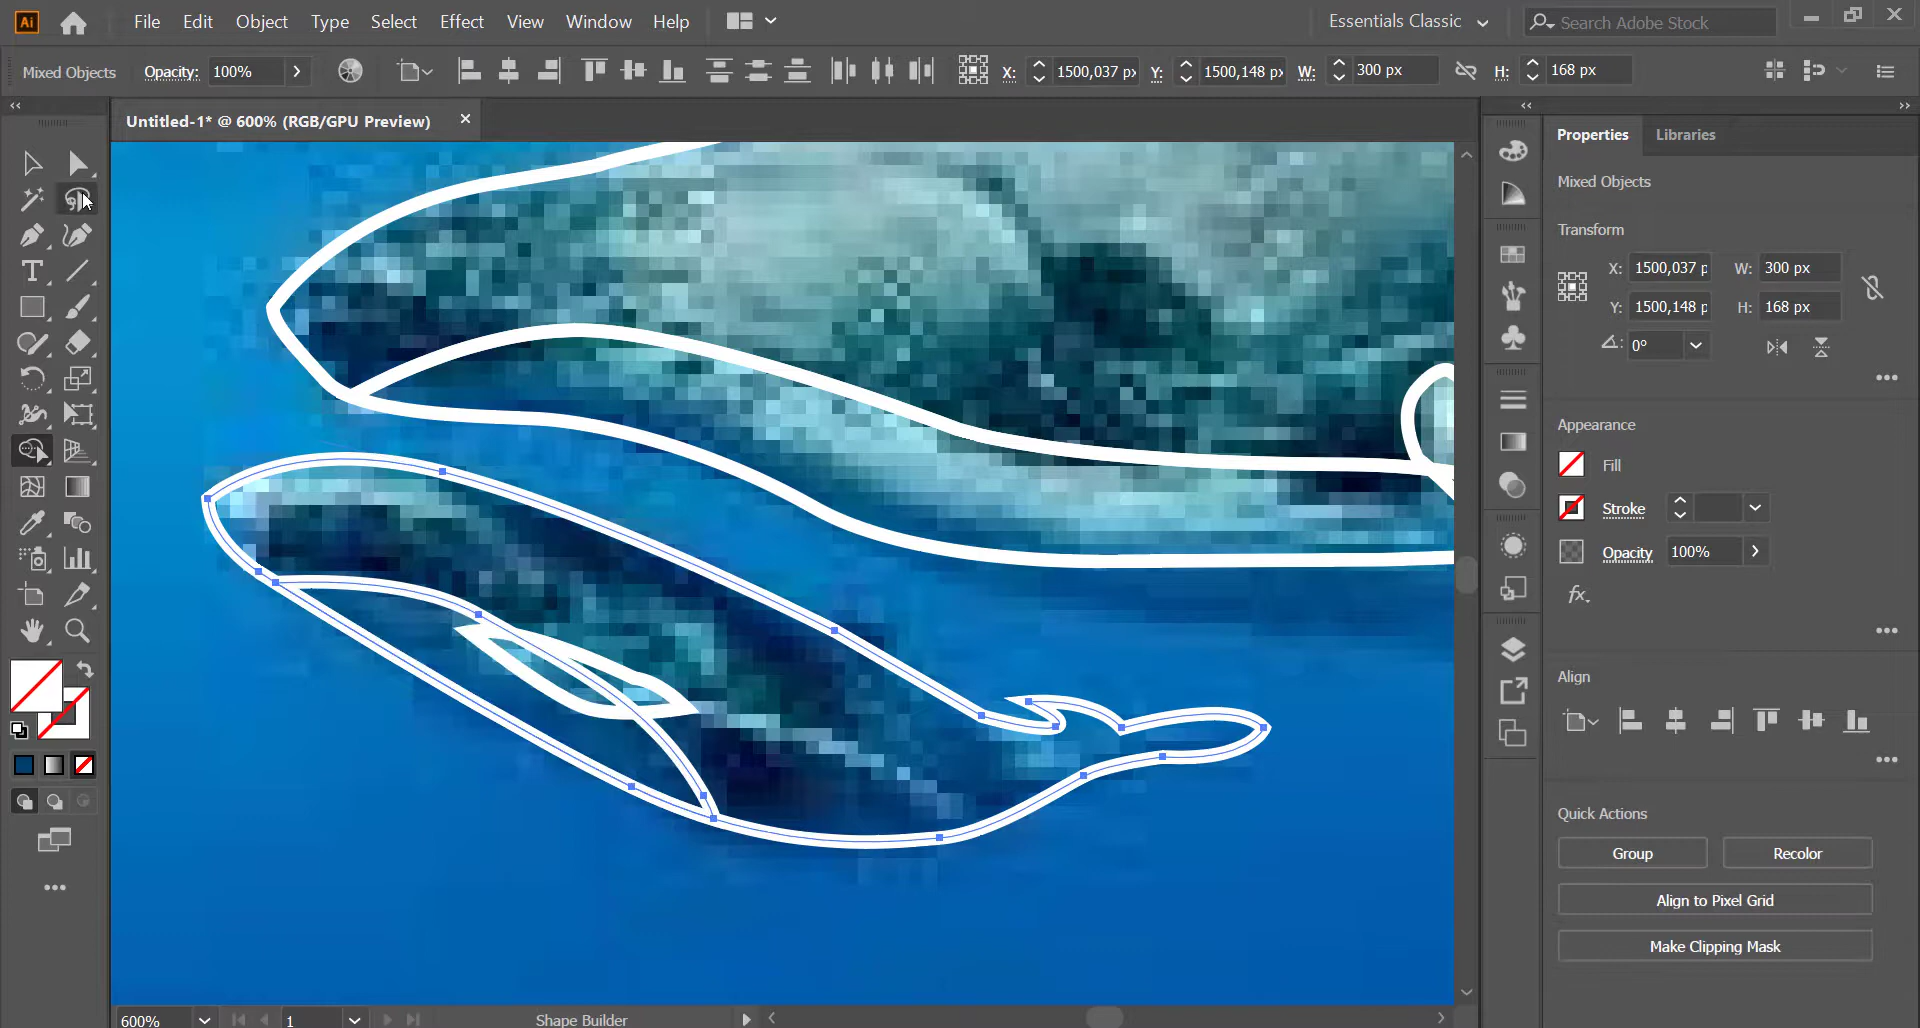 Ai File Edit Object Type Select Effect View Window Help Essentials Classic Search Adobe Stock
Mixed Objects Opacity: 100% X: 1500,037 px Y: 1500,148 px W: 300 px H: 168 px
Untitled-1* @ 600% (RGB/GPU Preview)
Properties Libraries
Mixed Objects
Transform
X: 1500,037 p W: 300 px
Y: 1500,148 p H: 168 px
0°
Appearance
Fill
Stroke
Opacity 100%
fx.
Align
Quick Actions
Group Recolor
Align to Pixel Grid
Make Clipping Mask
600% 1 Shape Builder